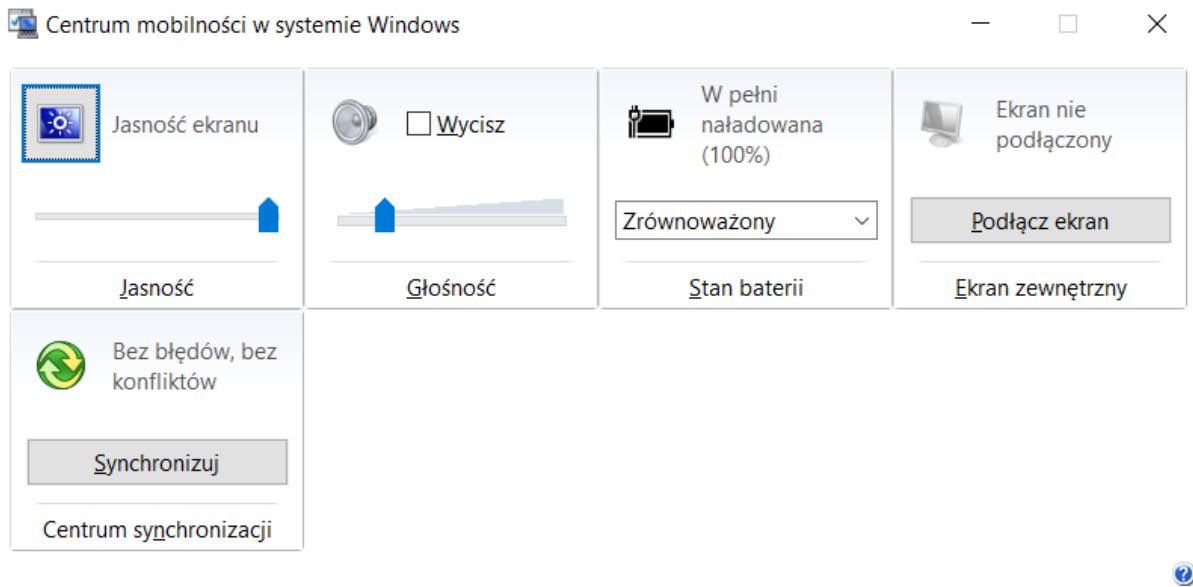 Centrum mobilności w systemie Windows
Jasność ekranu
Jasność
Wycisz
Głośność
W pełni
naładowana
(100%)
Zrównoważony
Stan baterii
Ekran nie
podłączony
Podłącz ekran
Ekran zewnętrzny
Bez błędów, bez
konfliktów
Synchronizuj
Centrum synchronizacji
?